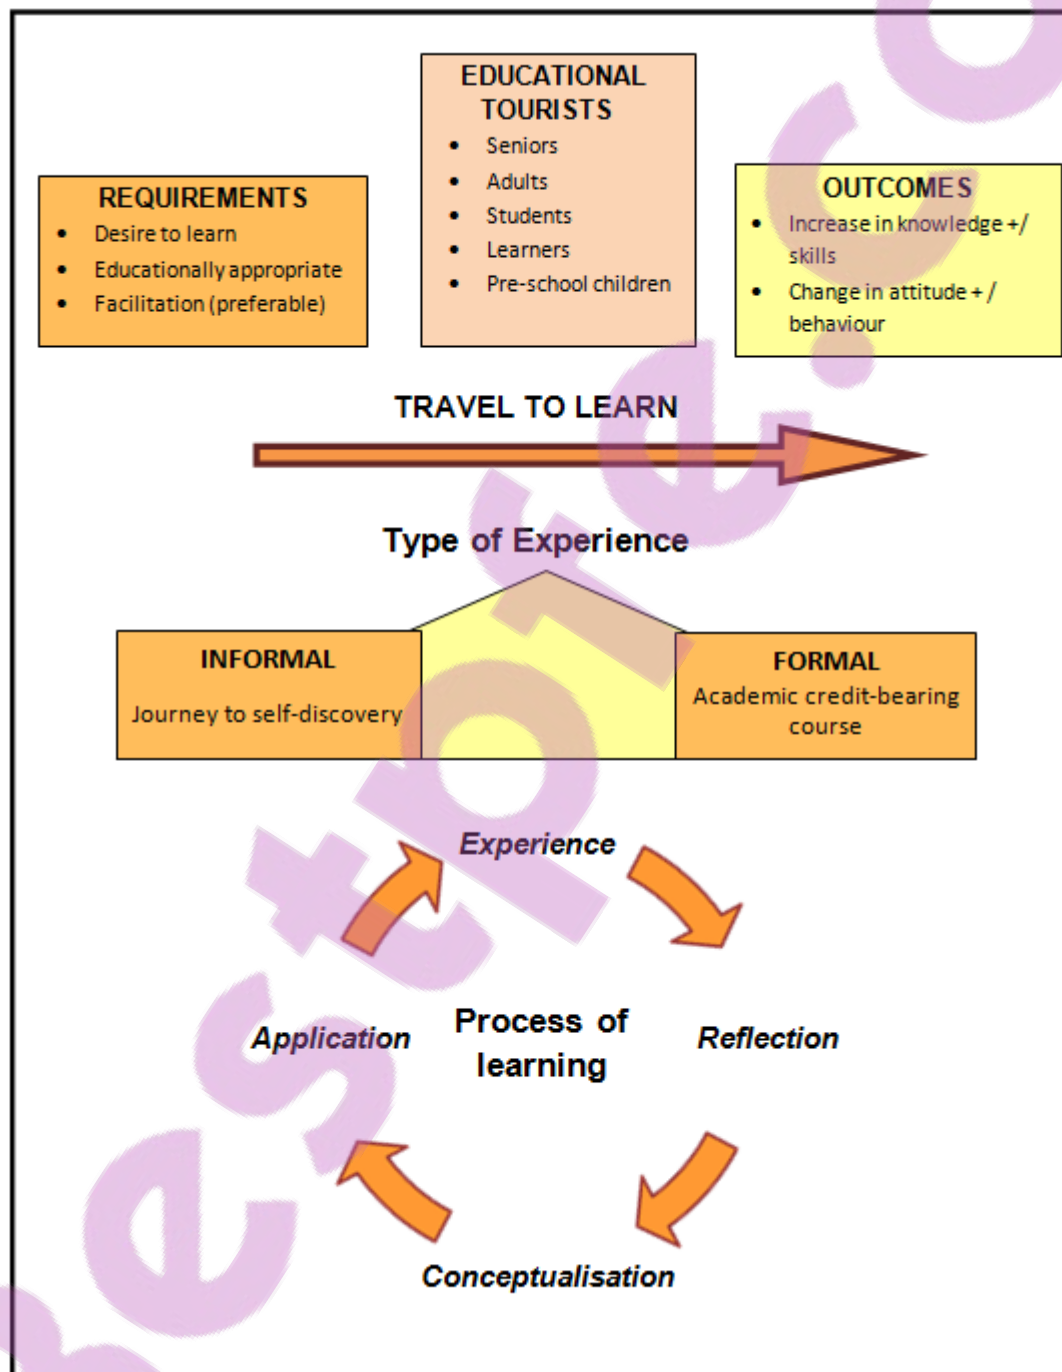 EDUCATIONAL
TOURISTS
• Seniors
• Adults
• Students
• Learners
• Pre-school children
REQUIREMENTS
• Desire to learn
• Educationally appropriate
• Facilitation (preferable)
OUTCOMES
• Increase in knowledge +/
skills
• Change in attitude + /
behaviour
TRAVEL TO LEARN
Type of Experience
INFORMAL
Journey to self-discovery
FORMAL
Academic credit-bearing
course
Experience
Application
Process of
learning
Reflection
Conceptualisation
estpfe.co